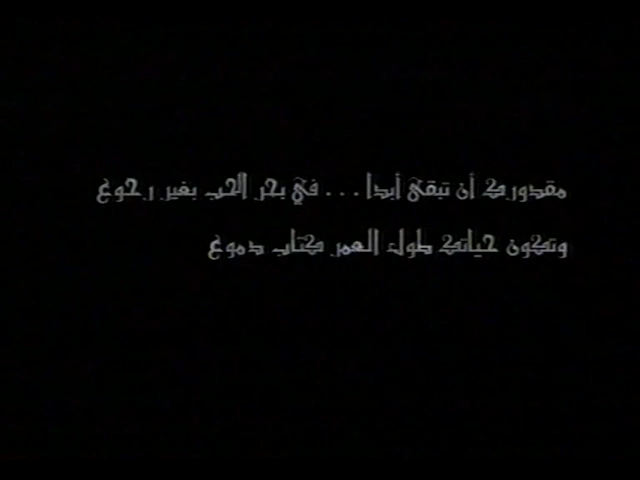 مقدورك أن تبقى أبدا . . . في بحر الحب بغير رجوع
وتكون حياتك طول العمر كتاب دموع